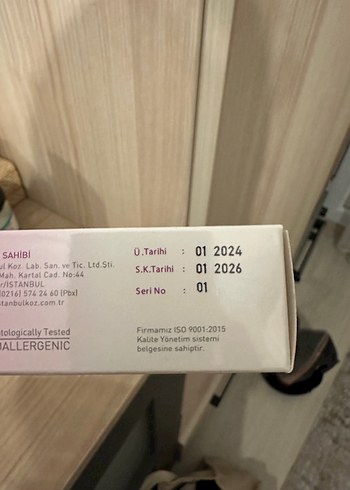 SAHİBİ
ul Koz. Lab. San. ve Tic. Ltd.Şti.
Mah. Kartal Cad. No:44
r/İSTANBUL
(0216) 574 24 60 (Pbx)
stanbulkoz.com.tr
atologically Tested
OALLERGENIC
Ü.Tarihi : 01 2024
S.K.Tarihi : 01 2026
Seri No : 01
Firmamız ISO 9001:2015
Kalite Yönetim sistemi
belgesine sahiptir.